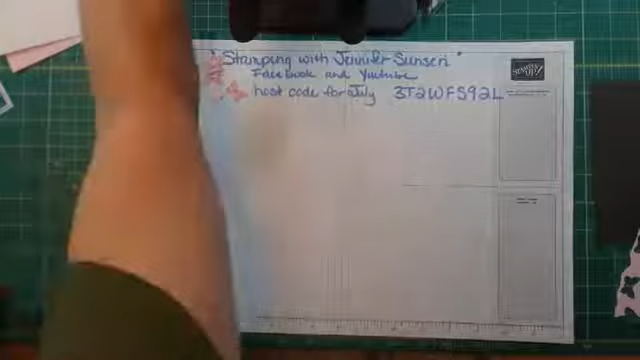 "Stamping with Jennifer Sunseri"
Facebook and Youtube
host code for July 3T2WFS92L